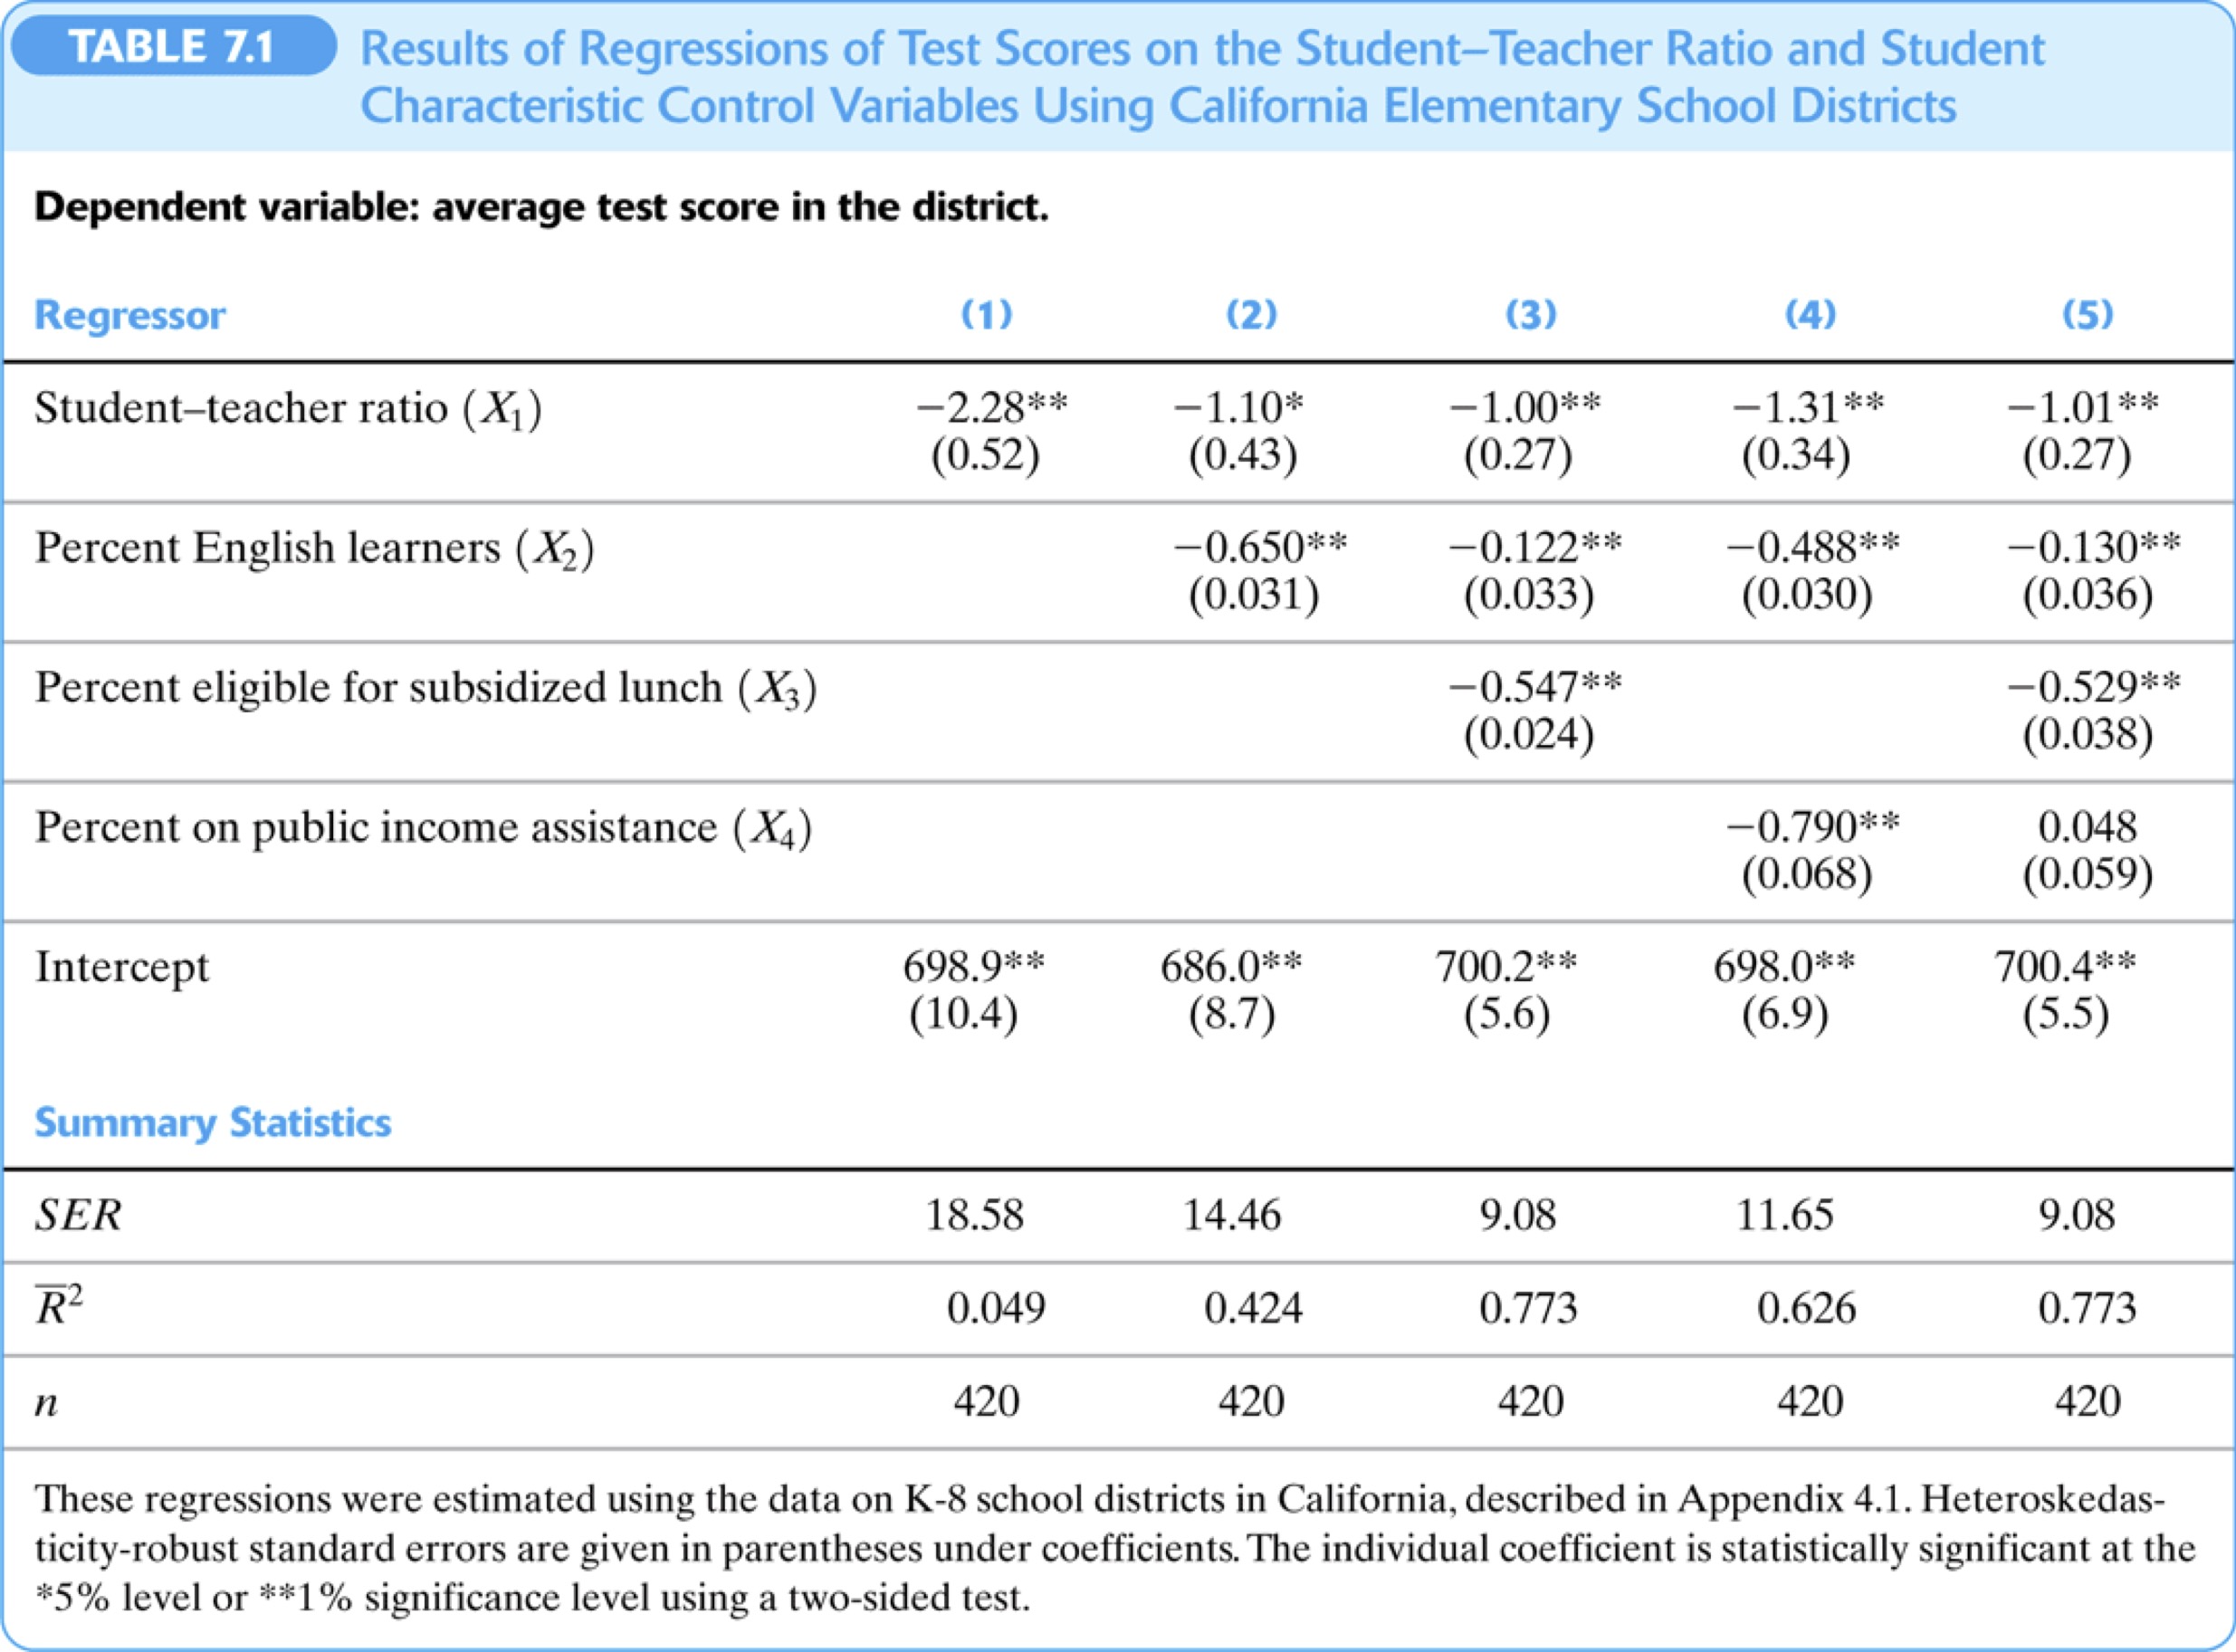 TABLE 7.1 Results of Regressions of Test Scores on the Student–Teacher Ratio and Student
Characteristic Control Variables Using California Elementary School Districts
Dependent variable: average test score in the district.
Regressor (1) (2) (3) (4) (5)
Student–teacher ratio (X₁) −2.28** −1.10* −1.00** −1.31** −1.01**
(0.52) (0.43) (0.27) (0.34) (0.27)
Percent English learners (X₂) −0.650** −0.122** −0.488** −0.130**
(0.031) (0.033) (0.030) (0.036)
Percent eligible for subsidized lunch (X₃) −0.547** −0.529**
(0.024) (0.038)
Percent on public income assistance (X₄) −0.790** 0.048
(0.068) (0.059)
Intercept 698.9** 686.0** 700.2** 698.0** 700.4**
(10.4) (8.7) (5.6) (6.9) (5.5)
Summary Statistics
SER 18.58 14.46 9.08 11.65 9.08
R̅² 0.049 0.424 0.773 0.626 0.773
n 420 420 420 420 420
These regressions were estimated using the data on K-8 school districts in California, described in Appendix 4.1. Heteroskedas-
ticity-robust standard errors are given in parentheses under coefficients. The individual coefficient is statistically significant at the
*5% level or **1% significance level using a two-sided test.